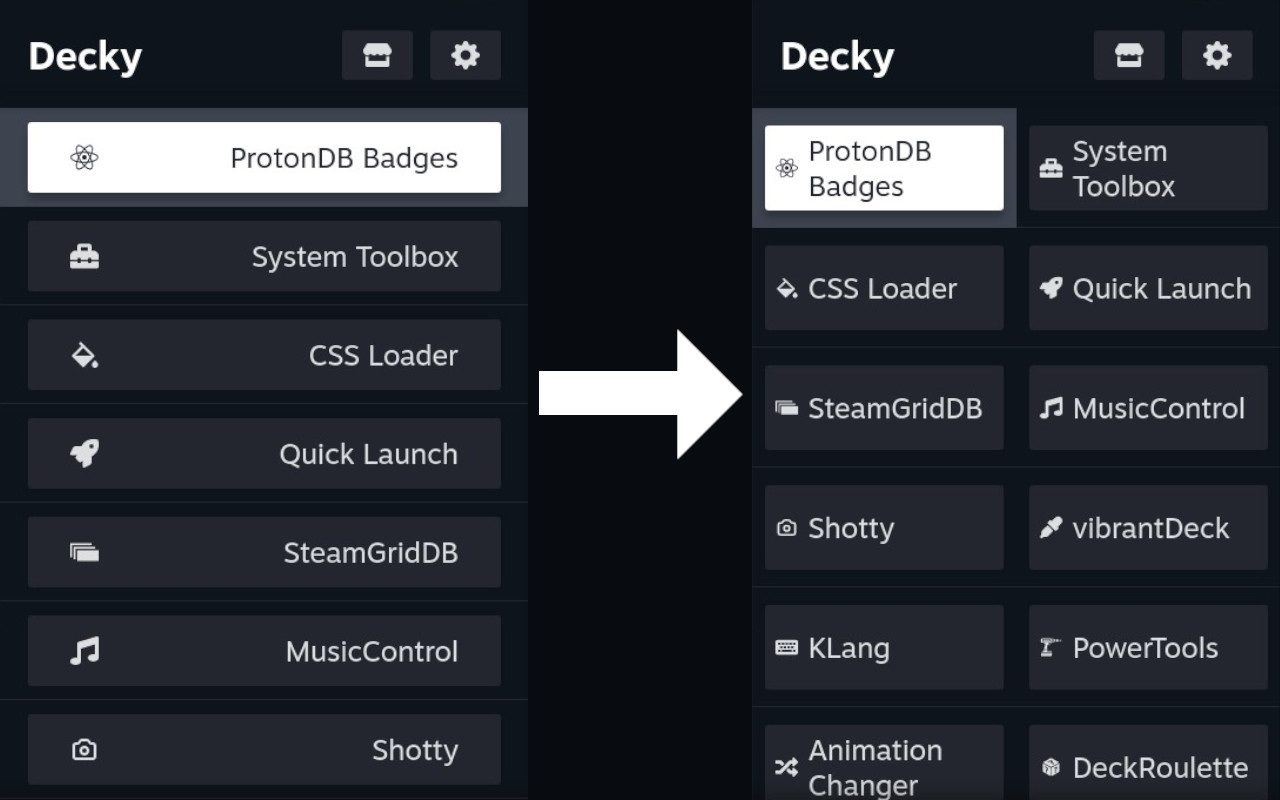 Decky
ProtonDB Badges
System Toolbox
CSS Loader
Quick Launch
SteamGridDB
MusicControl
Shotty
Decky
ProtonDB
Badges
System
Toolbox
CSS Loader
Quick Launch
SteamGridDB
MusicControl
Shotty
vibrantDeck
KLang
PowerTools
Animation
Changer
DeckRoulette